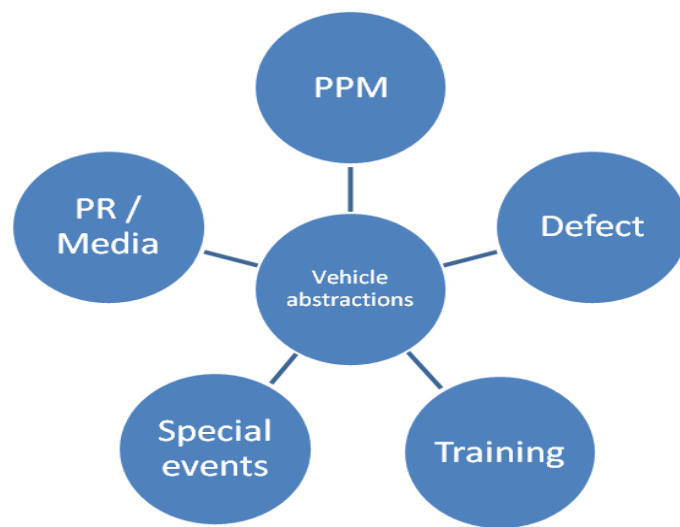 PPM
PR /
Media
Defect
Vehicle
abstractions
Special
events
Training